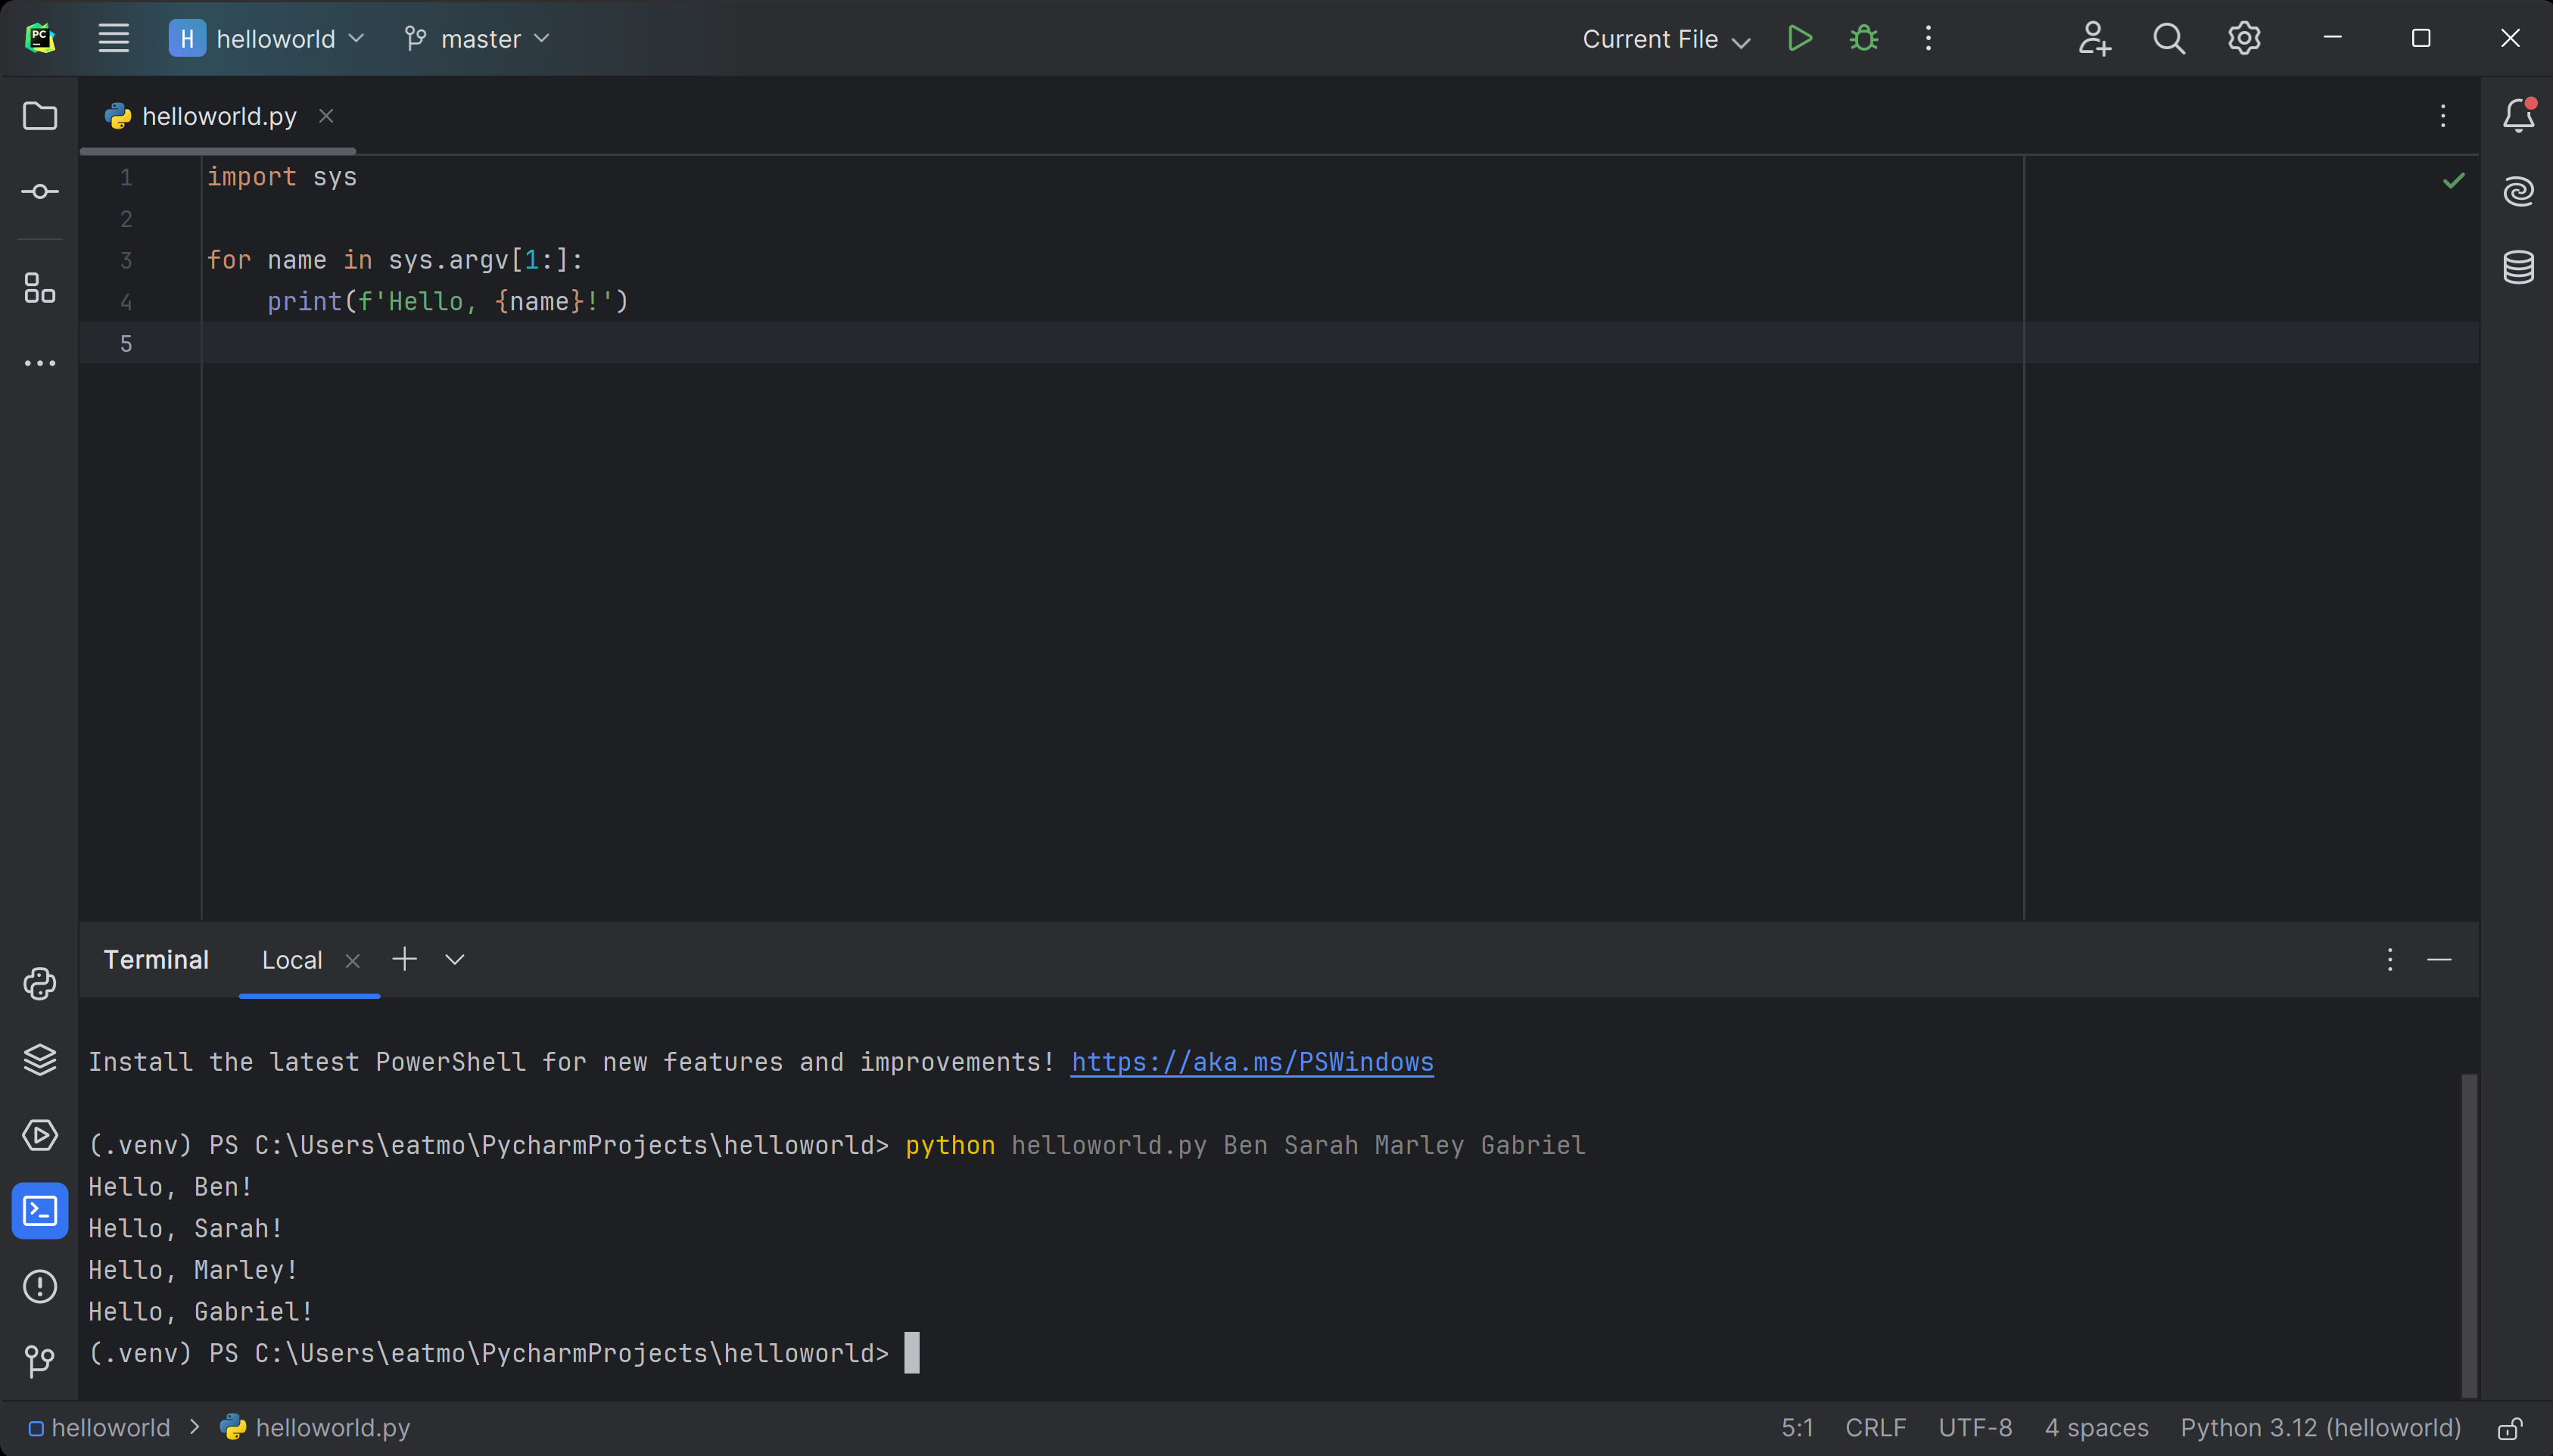 PC
H helloworld master Current File
helloworld.py
1 import sys
2
3 for name in sys.argv[1:]:
4     print(f'Hello, {name}!')
5
Terminal Local
Install the latest PowerShell for new features and improvements! https://aka.ms/PSWindows
(.venv) PS C:\Users\eatmo\PycharmProjects\helloworld> python helloworld.py Ben Sarah Marley Gabriel
Hello, Ben!
Hello, Sarah!
Hello, Marley!
Hello, Gabriel!
(.venv) PS C:\Users\eatmo\PycharmProjects\helloworld>
helloworld > helloworld.py 5:1 CRLF UTF-8 4 spaces Python 3.12 (helloworld)